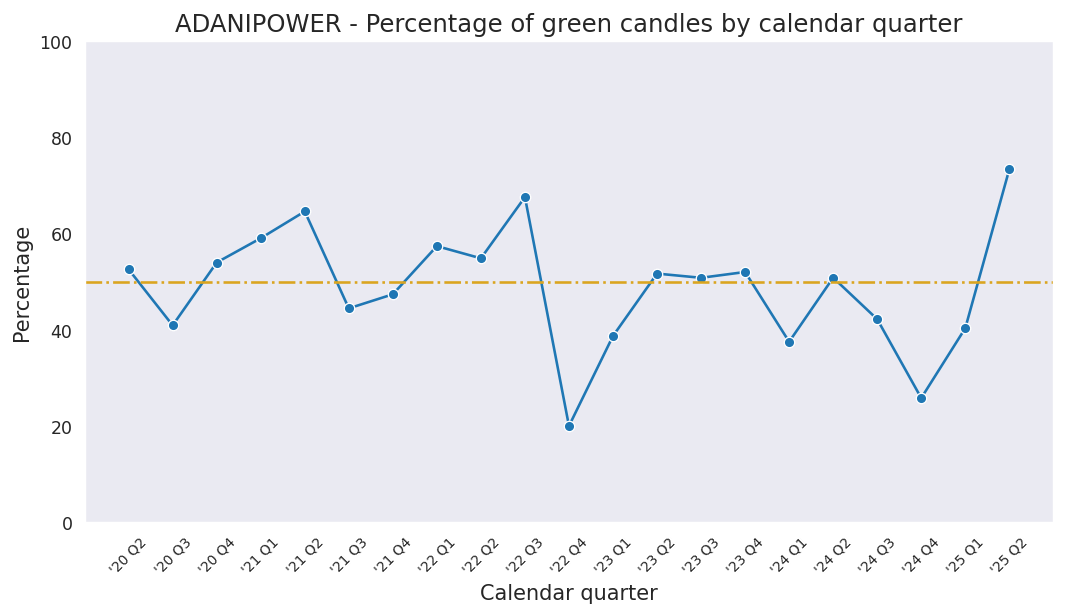 ADANIPOWER - Percentage of green candles by calendar quarter
100
80
60
40
20
0
Percentage
'20 Q2
'20 Q3
'20 Q4
'21 Q1
'21 Q2
'21 Q3
'21 Q4
'22 Q1
'22 Q2
'22 Q3
'22 Q4
'23 Q1
'23 Q2
'23 Q3
'23 Q4
'24 Q1
'24 Q2
'24 Q3
'24 Q4
'25 Q1
'25 Q2
Calendar quarter